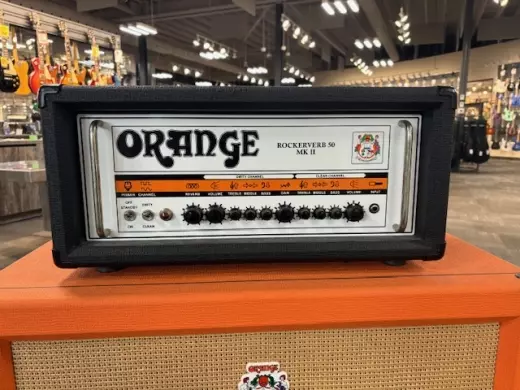 ORANGE
ROCKERVERB 50
MK II
DIRTY CHANNEL
CLEAN CHANNEL
POWER CHANNEL
REVERB VOLUME TREBLE MIDDLE BASS GAIN TREBLE MIDDLE BASS VOLUME INPUT
OFF
STANDBY
DIRTY
ON
CLEAN
ORANGE